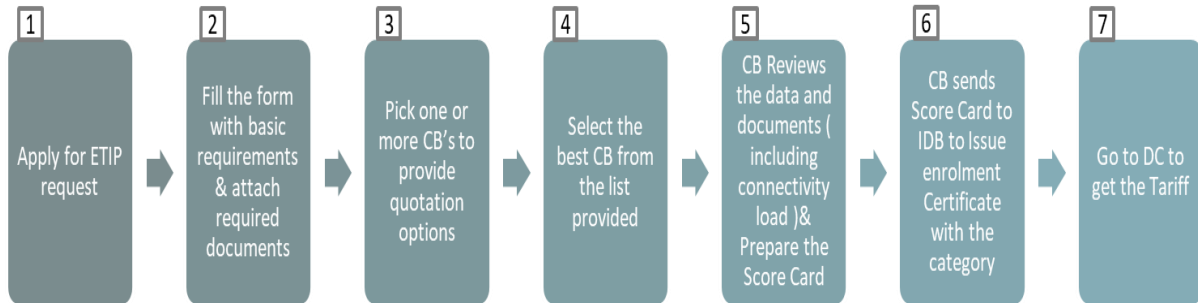 1
Apply for ETIP
request
2
Fill the form
with basic
requirements
& attach
required
documents
3
Pick one or
more CB's to
provide
quotation
options
4
Select the
best CB from
the list
provided
5
CB Reviews
the data and
documents (
including
connectivity
load )&
Prepare the
Score Card
6
CB sends
Score Card to
IDB to Issue
enrolment
Certificate
with the
category
7
Go to DC to
get the Tariff